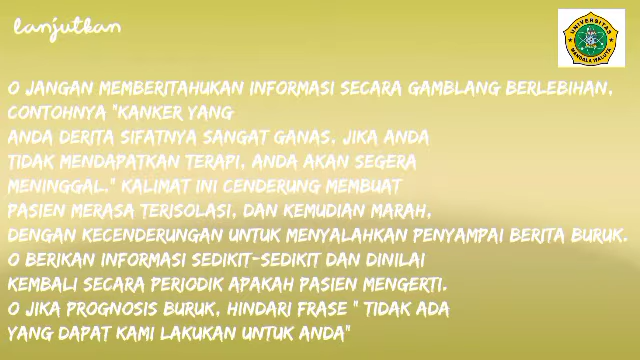 lanjutkan
UNIVERSITAS
MANDALA WALUYA
O JANGAN MEMBERITAHUKAN INFORMASI SECARA GAMBLANG BERLEBIHAN,
CONTOHNYA "KANKER YANG
ANDA DERITA SIFATNYA SANGAT GANAS, JIKA ANDA
TIDAK MENDAPATKAN TERAPI, ANDA AKAN SEGERA
MENINGGAL." KALIMAT INI CENDERUNG MEMBUAT
PASIEN MERASA TERISOLASI, DAN KEMUDIAN MARAH,
DENGAN KECENDERUNGAN UNTUK MENYALAHKAN PENYAMPAI BERITA BURUK.
O BERIKAN INFORMASI SEDIKIT-SEDIKIT DAN DINILAI
KEMBALI SECARA PERIODIK APAKAH PASIEN MENGERTI.
O JIKA PROGNOSIS BURUK, HINDARI FRASE " TIDAK ADA
YANG DAPAT KAMI LAKUKAN UNTUK ANDA"